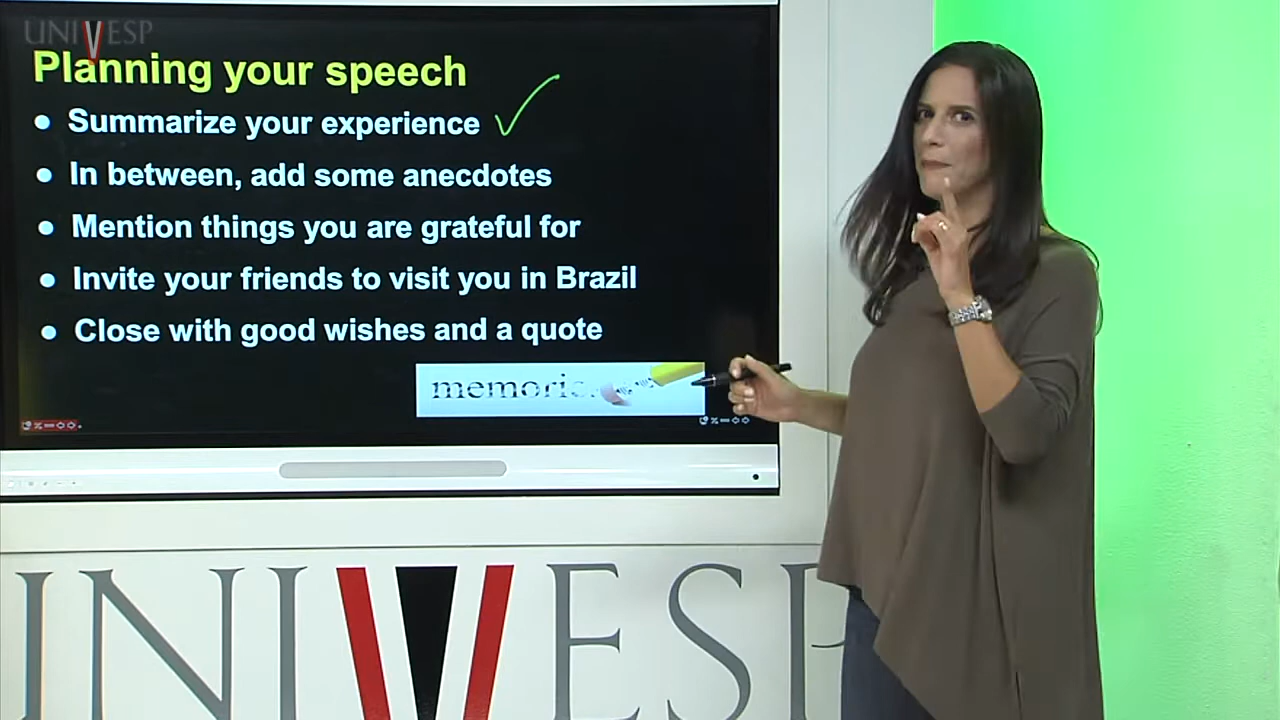 UNIVESP
Planning your speech
• Summarize your experience
• In between, add some anecdotes
• Mention things you are grateful for
• Invite your friends to visit you in Brazil
• Close with good wishes and a quote
memorie
UNIVESP